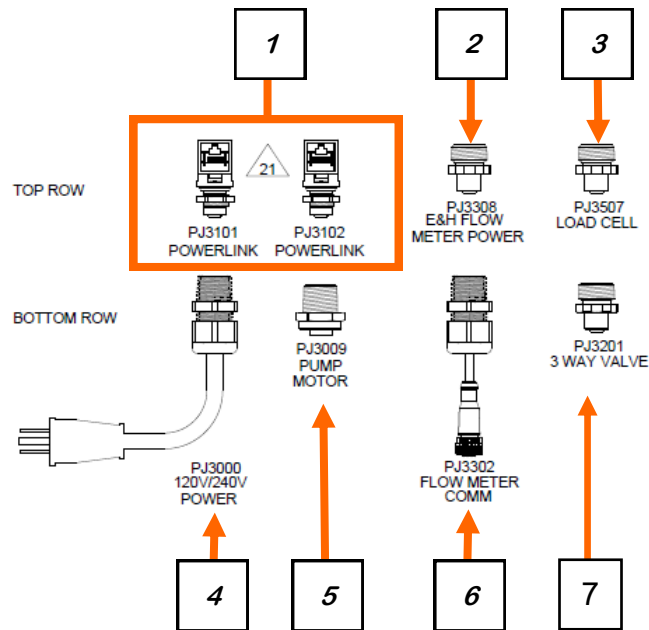 1
2
3
21
TOP ROW
PJ3101
POWERLINK
PJ3102
POWERLINK
PJ3308
E&H FLOW
METER POWER
PJ3507
LOAD CELL
BOTTOM ROW
PJ3009
PUMP
MOTOR
PJ3201
3 WAY VALVE
PJ3000
120V/240V
POWER
PJ3302
FLOW METER
COMM
4
5
6
7